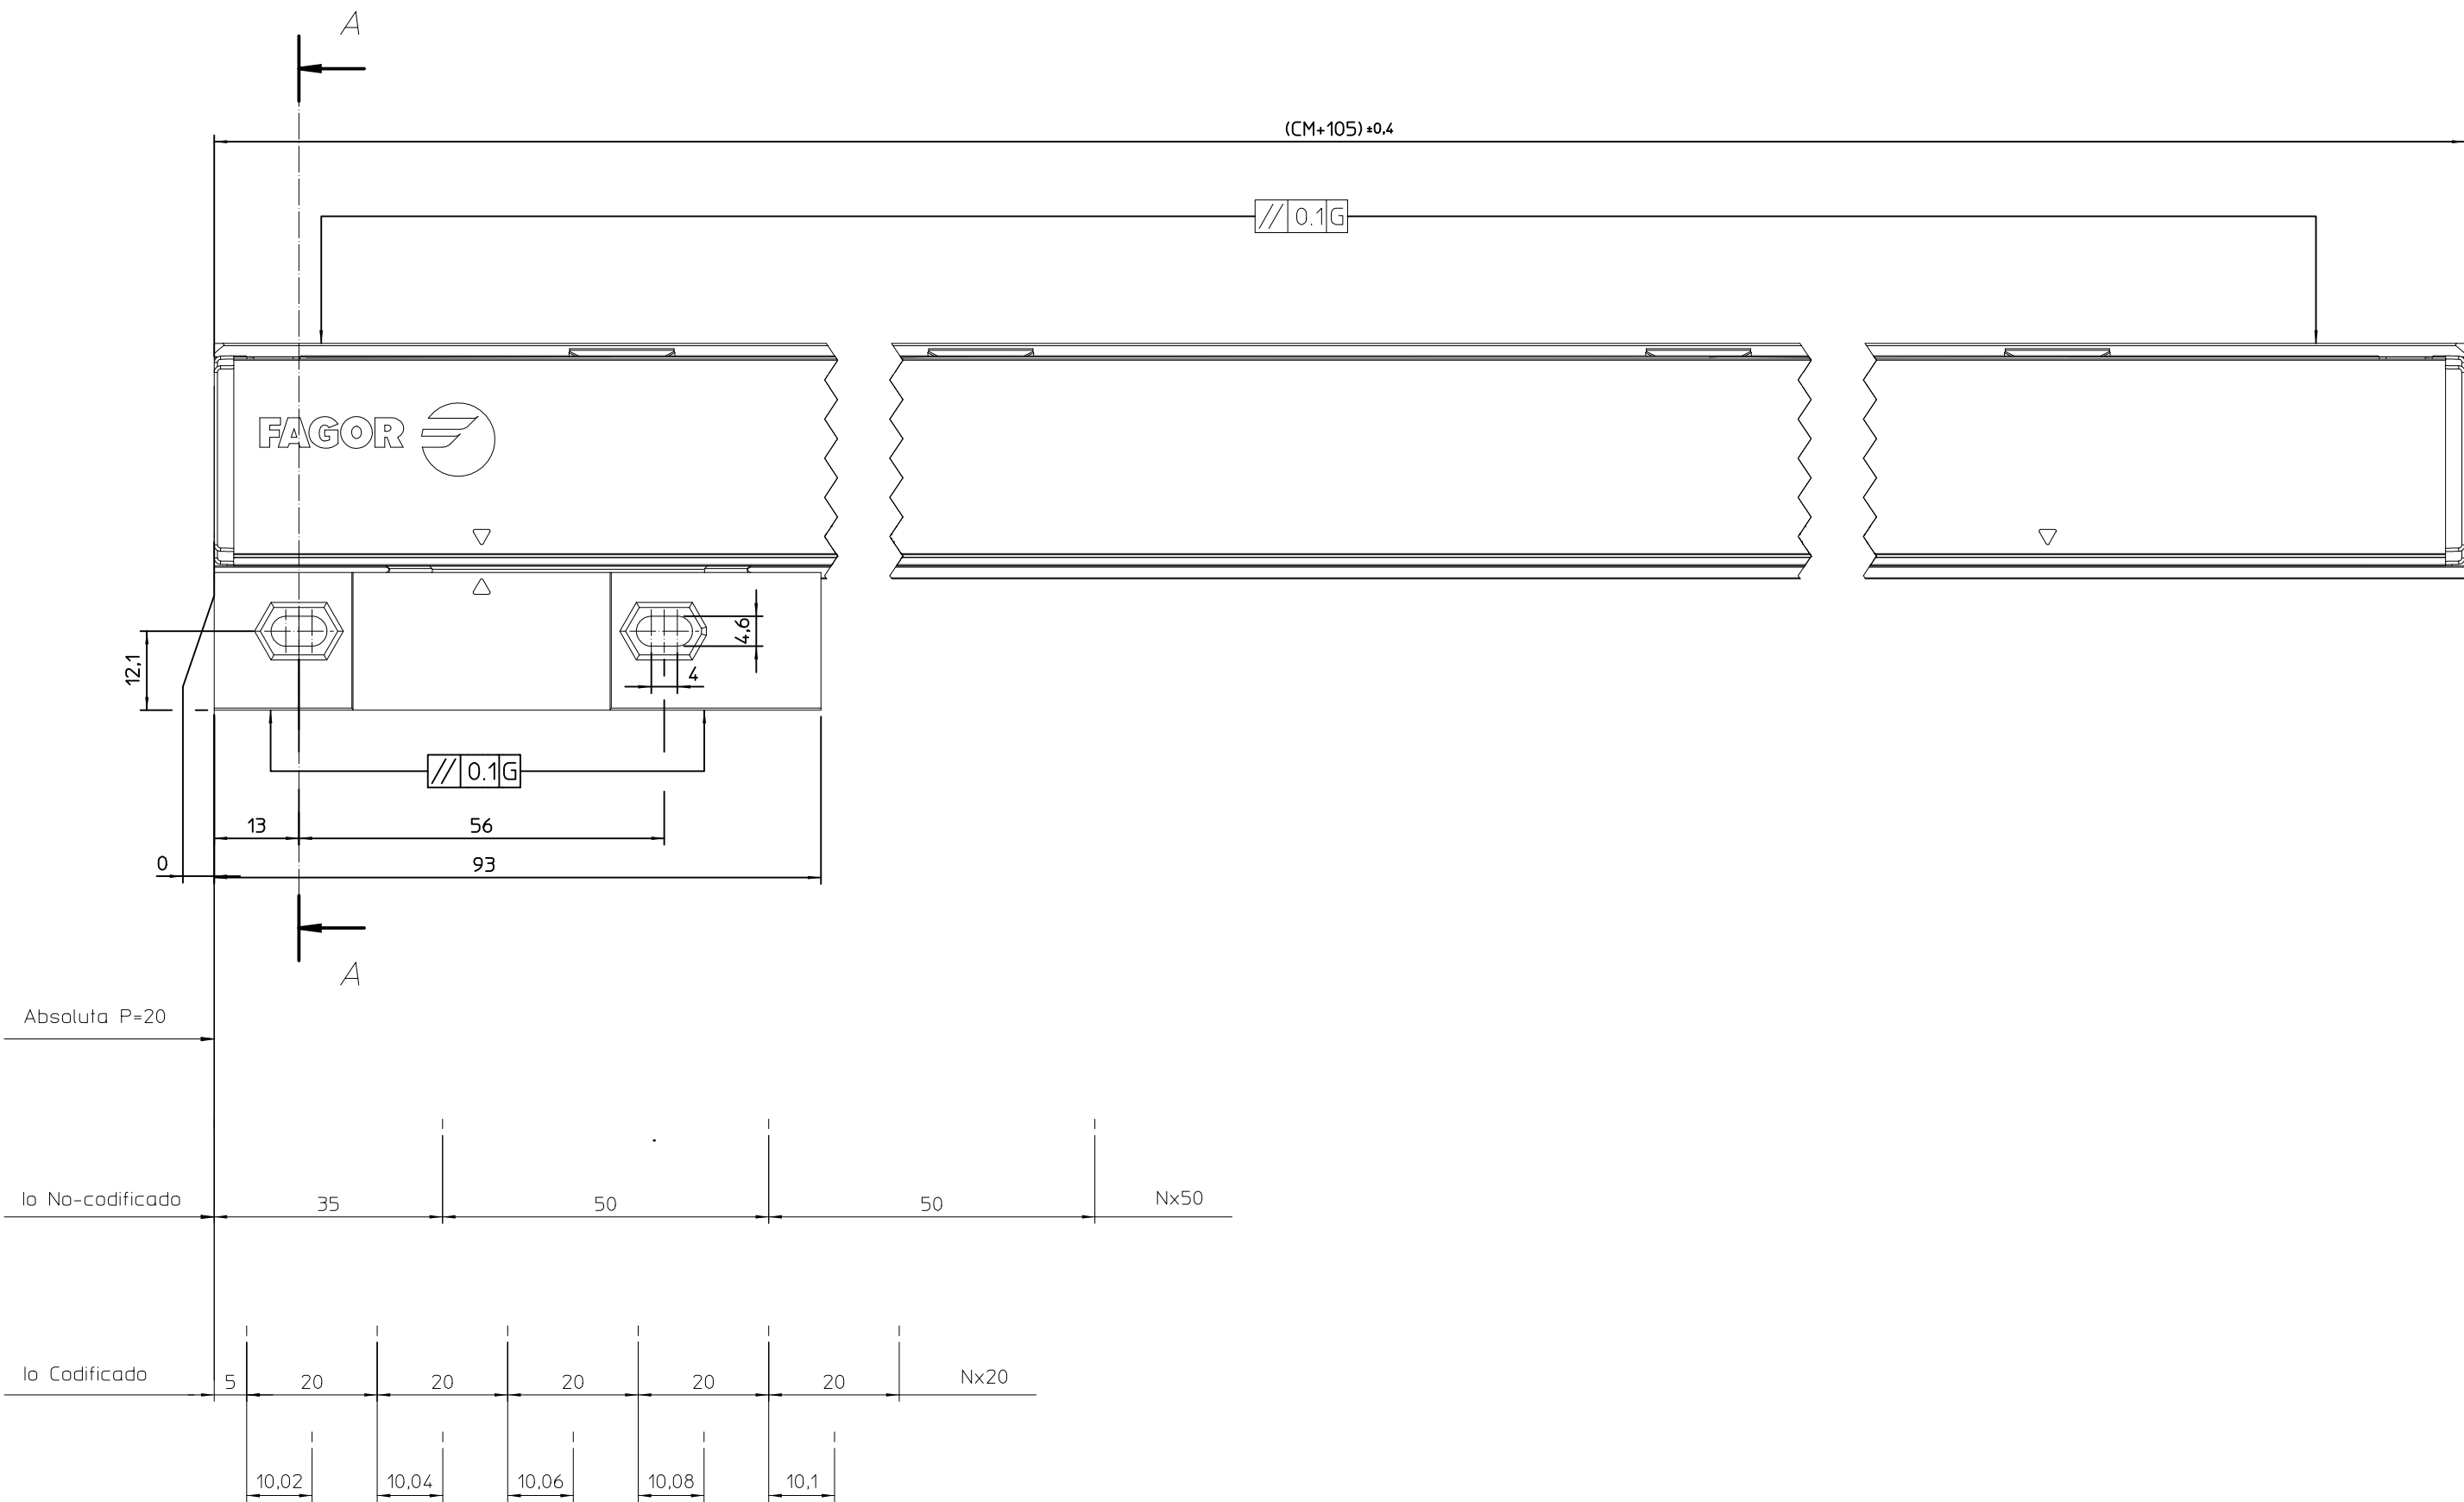 A
(CM+105) ±0,4
// 0.1 G
FAGOR
12,1
4,6
4
// 0.1 G
13
56
0
93
A
Absoluta P=20
Io No-codificado
35
50
50
Nx50
Io Codificado
5
20
20
20
20
20
Nx20
10,02
10,04
10,06
10,08
10,1